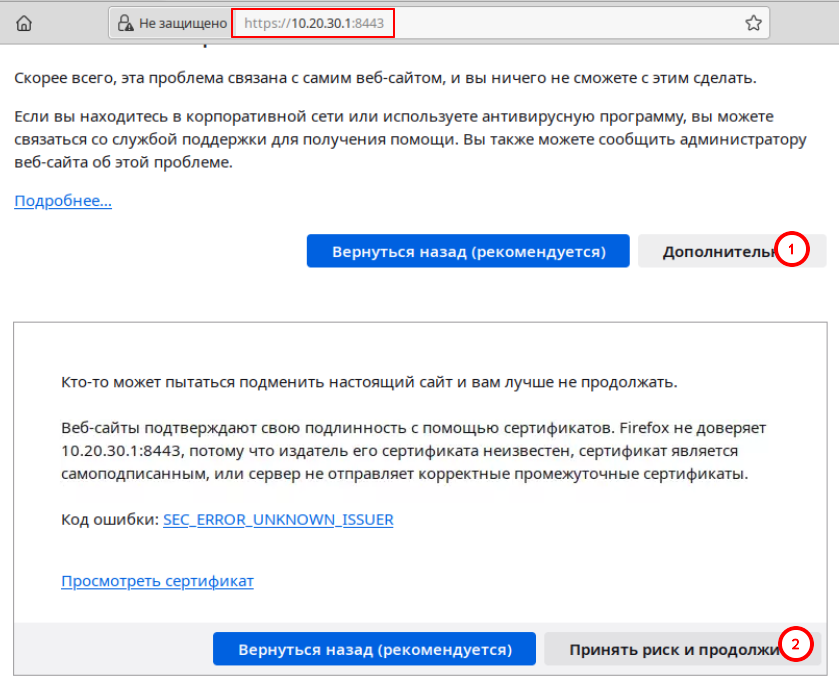 Не защищено https://10.20.30.1:8443
Скорее всего, эта проблема связана с самим веб-сайтом, и вы ничего не сможете с этим сделать.
Если вы находитесь в корпоративной сети или используете антивирусную программу, вы можете
связаться со службой поддержки для получения помощи. Вы также можете сообщить администратору
веб-сайта об этой проблеме.
Подробнее...
Вернуться назад (рекомендуется) Дополнитель 1
Кто-то может пытаться подменить настоящий сайт и вам лучше не продолжать.
Веб-сайты подтверждают свою подлинность с помощью сертификатов. Firefox не доверяет
10.20.30.1:8443, потому что издатель его сертификата неизвестен, сертификат является
самоподписанным, или сервер не отправляет корректные промежуточные сертификаты.
Код ошибки: SEC_ERROR_UNKNOWN_ISSUER
Просмотреть сертификат
Вернуться назад (рекомендуется) Принять риск и продолжи 2